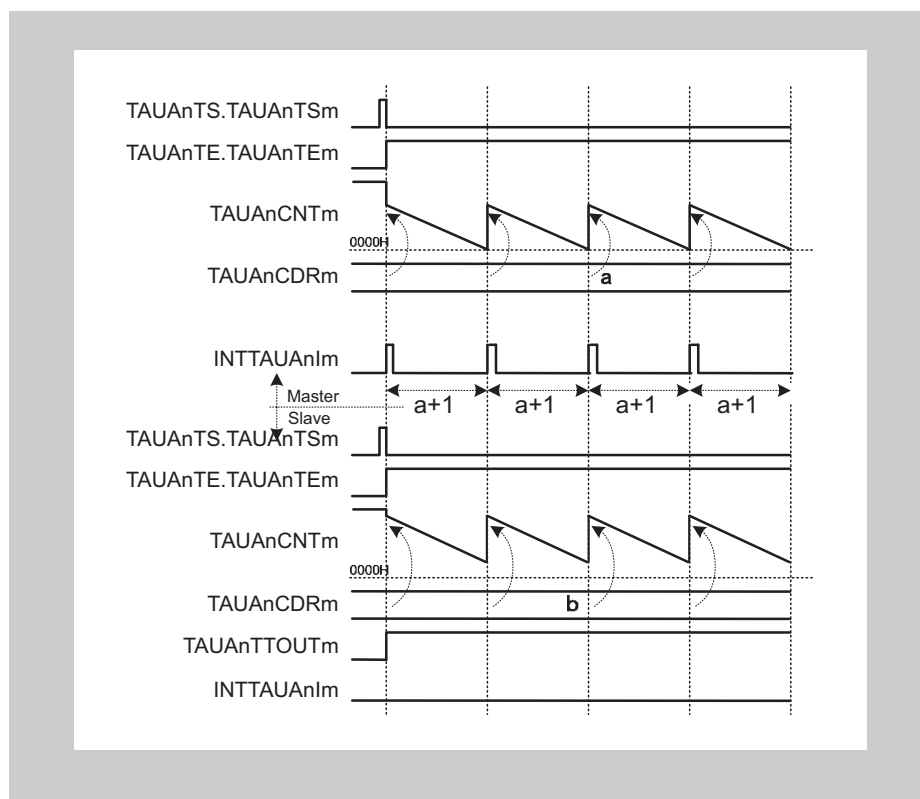 TAUAnTS.TAUAnTSm
TAUAnTE.TAUAnTEm
TAUAnCNTm
0000H
TAUAnCDRm
a
INTTAUAnIm
a+1 a+1 a+1 a+1
Master
Slave
TAUAnTS.TAUAnTSm
TAUAnTE.TAUAnTEm
TAUAnCNTm
0000H
TAUAnCDRm
b
TAUAnTTOUTm
INTTAUAnIm